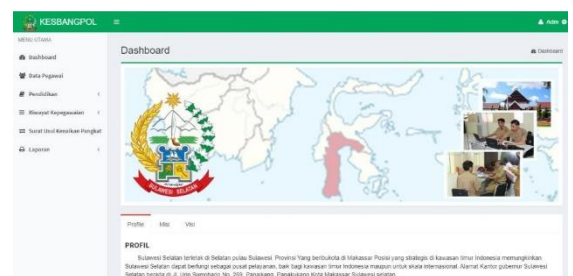 KESBANGPOL
Adm
MENU UTAMA
Dashboard
Data Pegawai
Pendidikan
Riwayat Kepegawaian
Surat Usul Kenaikan Pangkat
Laporan
Dashboard
Dashboard
SULAWESI SELATAN
Profile Misi Visi
PROFIL
Sulawesi Selatan terletak di Selatan pulau Sulawesi. Provinsi Yang beribukota di Makassar Posisi yang strategis di kawasan timur Indonesia memungkinkan
Sulawesi Selatan dapat berfungsi sebagai pusat pelayanan, baik bagi kawasan timur Indonesia maupun untuk skala internasional. Alamat Kantor gubernur Sulawesi
Selatan berada di Jl. Urip Sumoharjo No. 269, Panaikang, Panakukang Kota Makassar Sulawesi selatan.